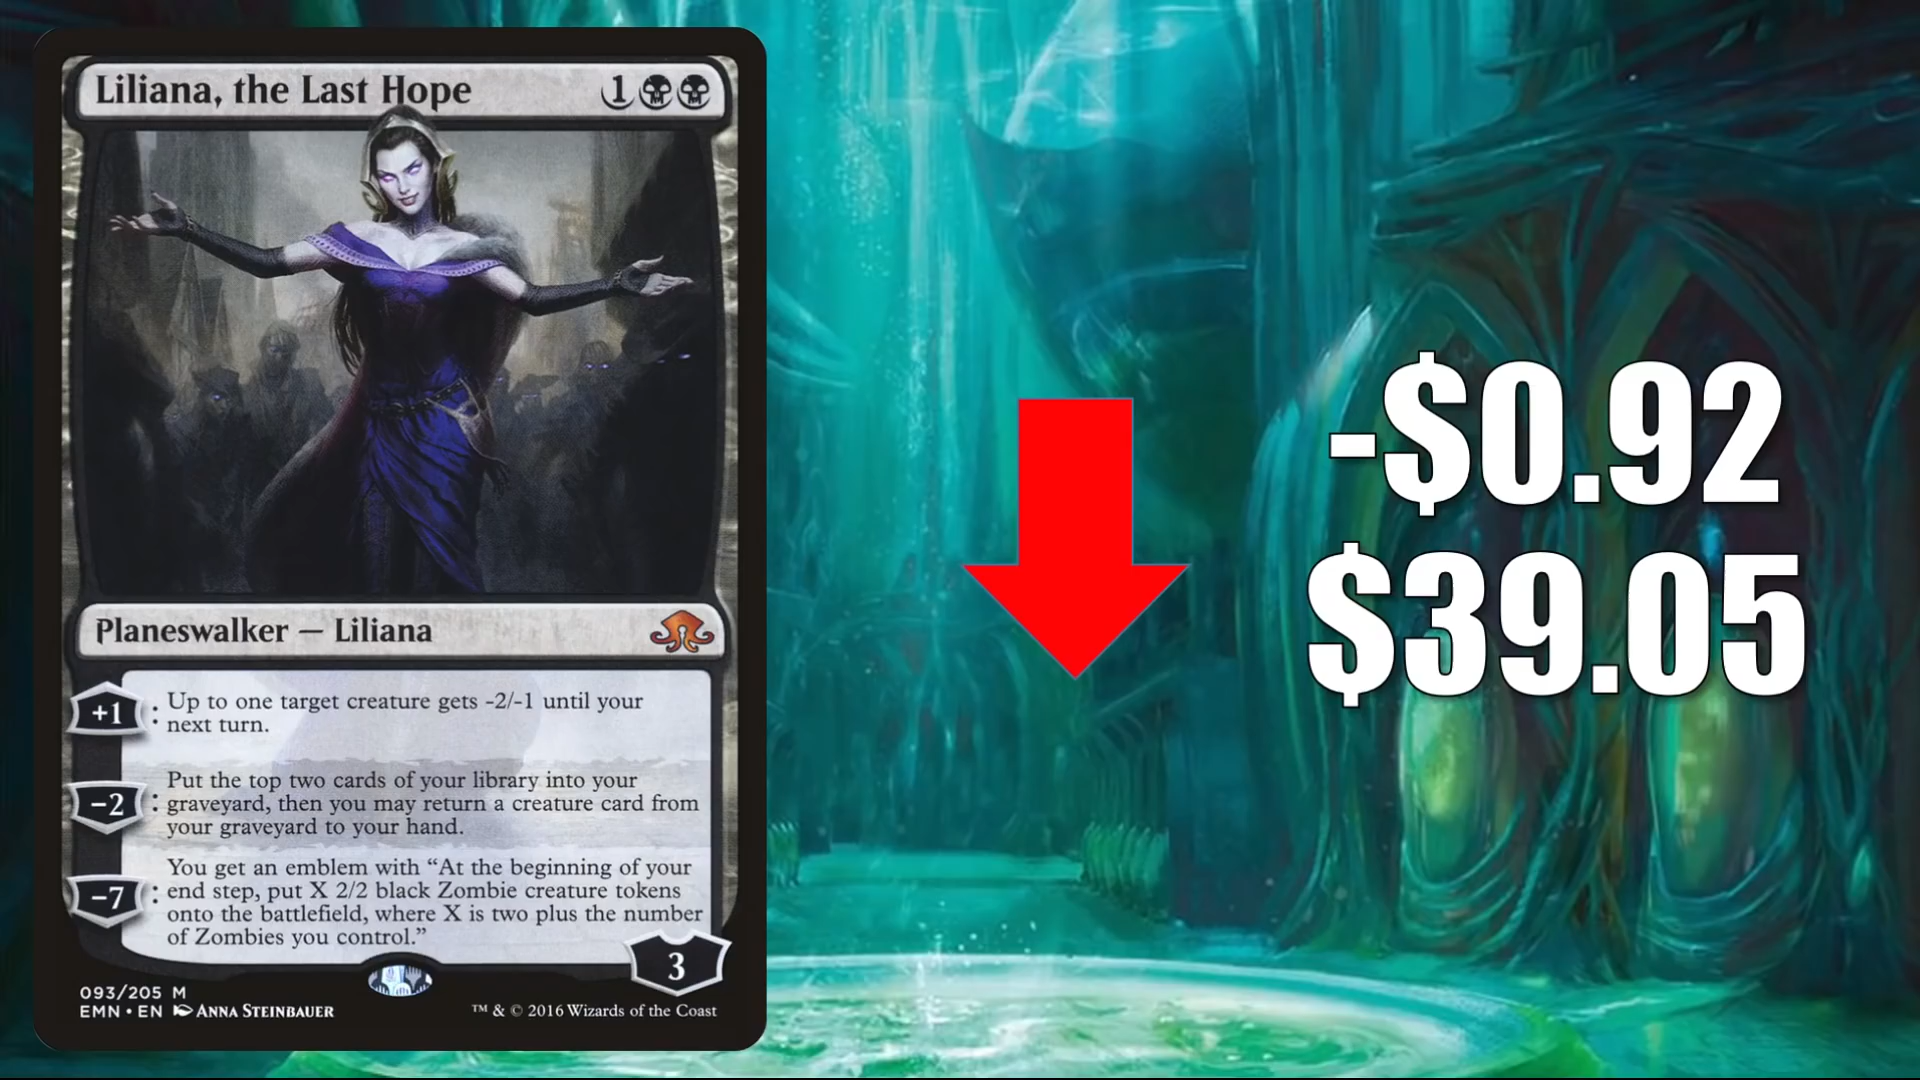 Liliana, the Last Hope 1
Planeswalker — Liliana
+1 : Up to one target creature gets -2/-1 until your
next turn.
-2 : Put the top two cards of your library into your
graveyard, then you may return a creature card from
your graveyard to your hand.
-7 : You get an emblem with “At the beginning of your
end step, put X 2/2 black Zombie creature tokens
onto the battlefield, where X is two plus the number
of Zombies you control.”
3
093/205 M
EMN • EN ANNA STEINBAUER
™ & © 2016 Wizards of the Coast
-$0.92
$39.05